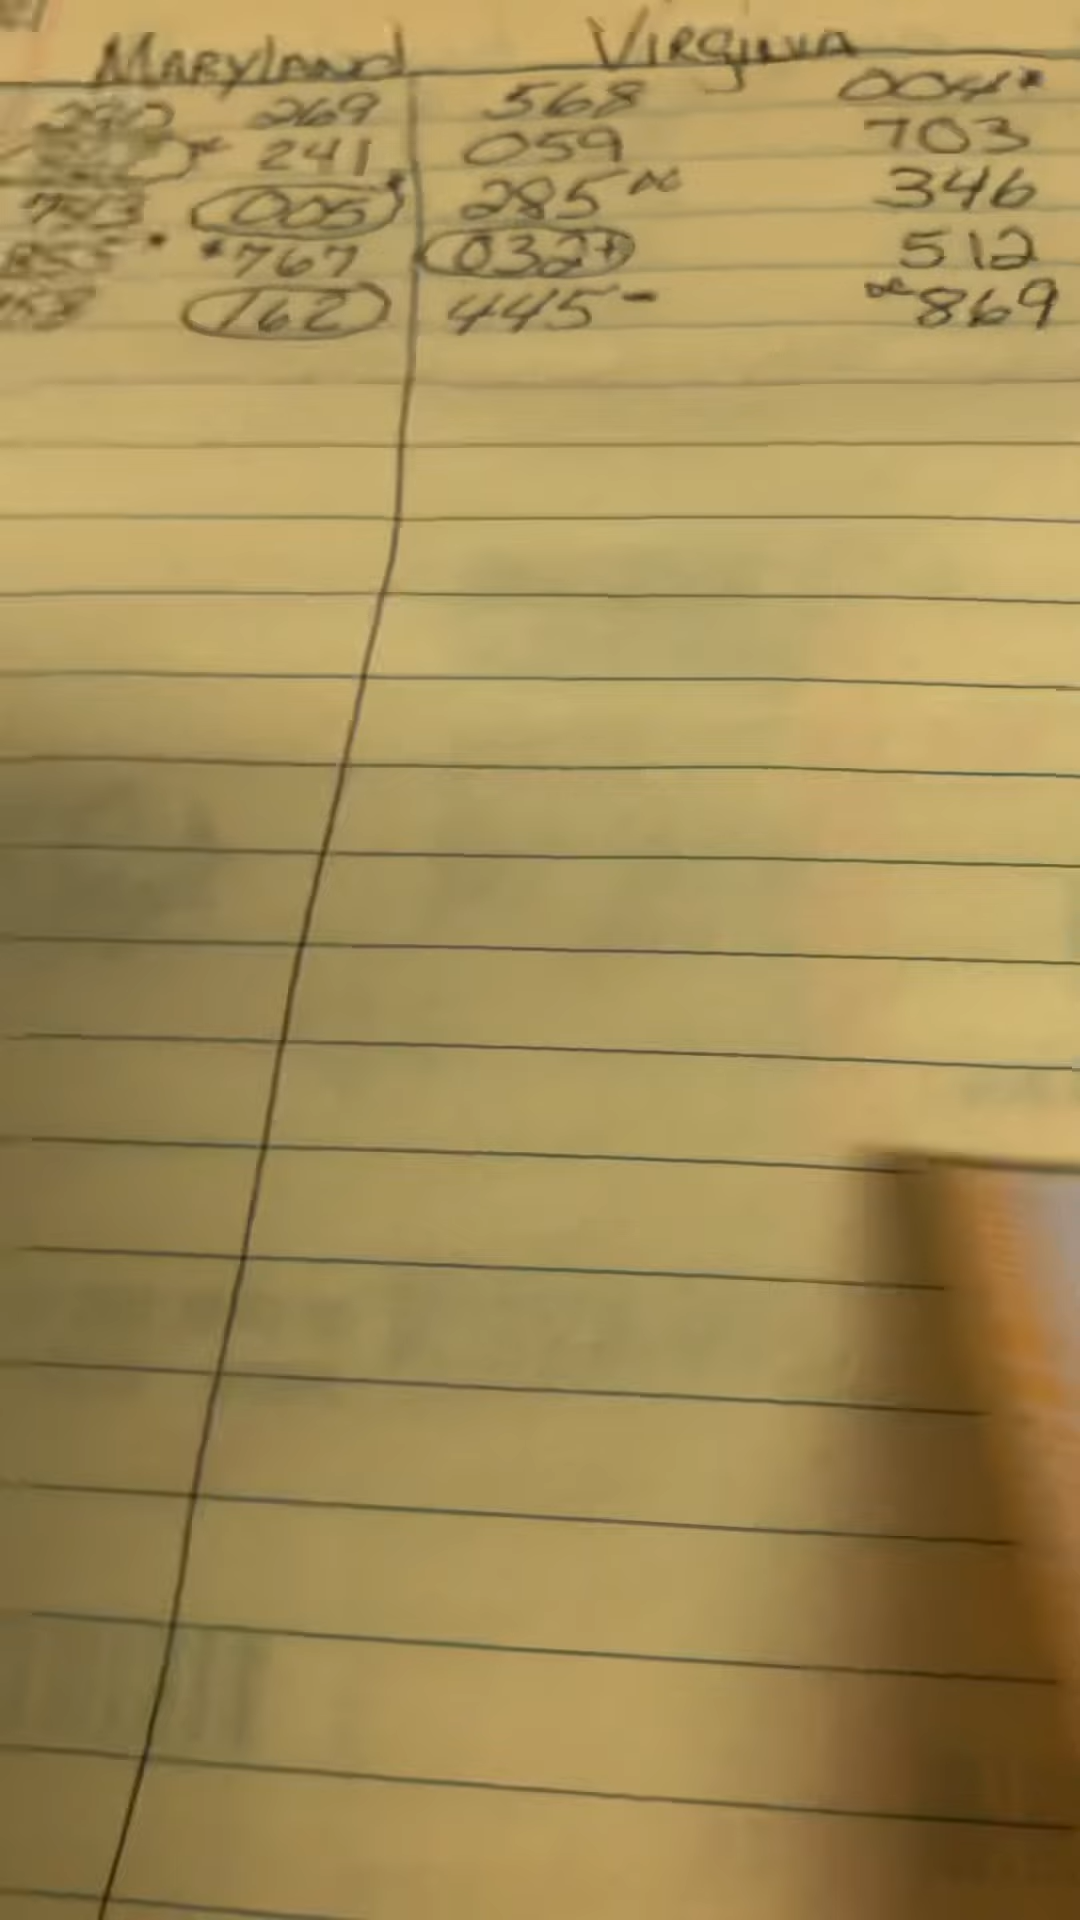 Maryland Virginia
269 568 004*
241 059 703
005 285 346
*767 032* 512
162 445- 869